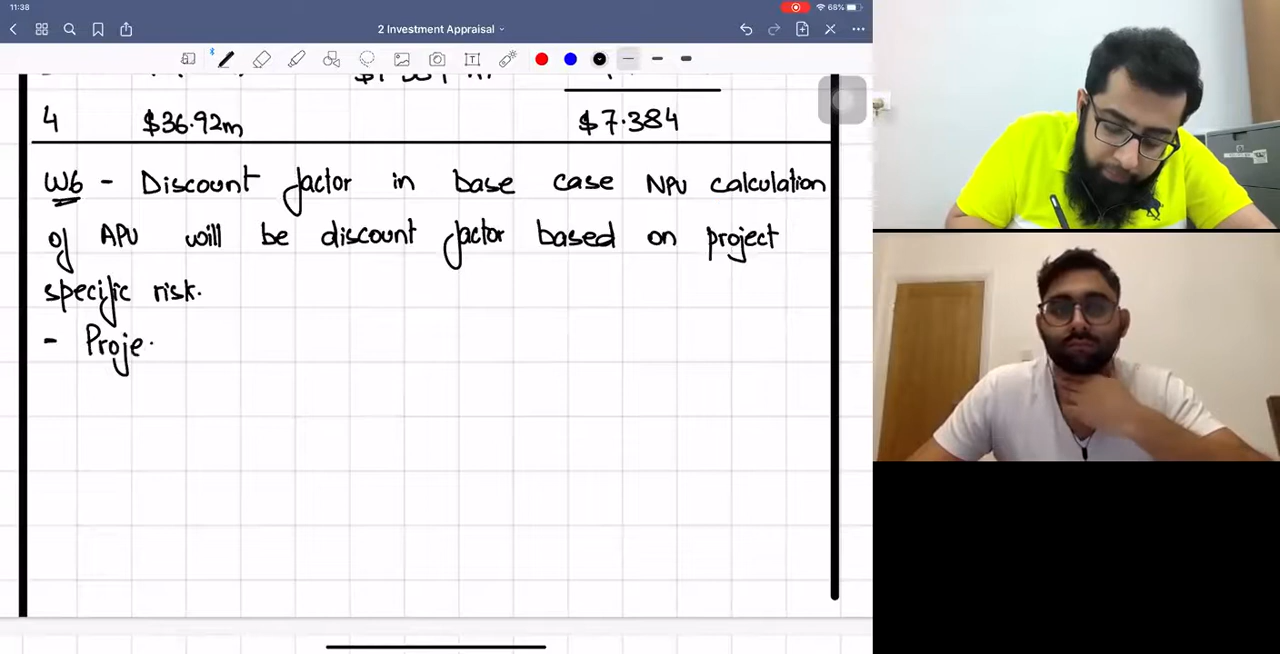 11:38
68%
2 Investment Appraisal
4 $36.92m $7.384
W6 - Discount factor in base case NPV calculation
of APV will be discount factor based on project
specific risk.
- Proje